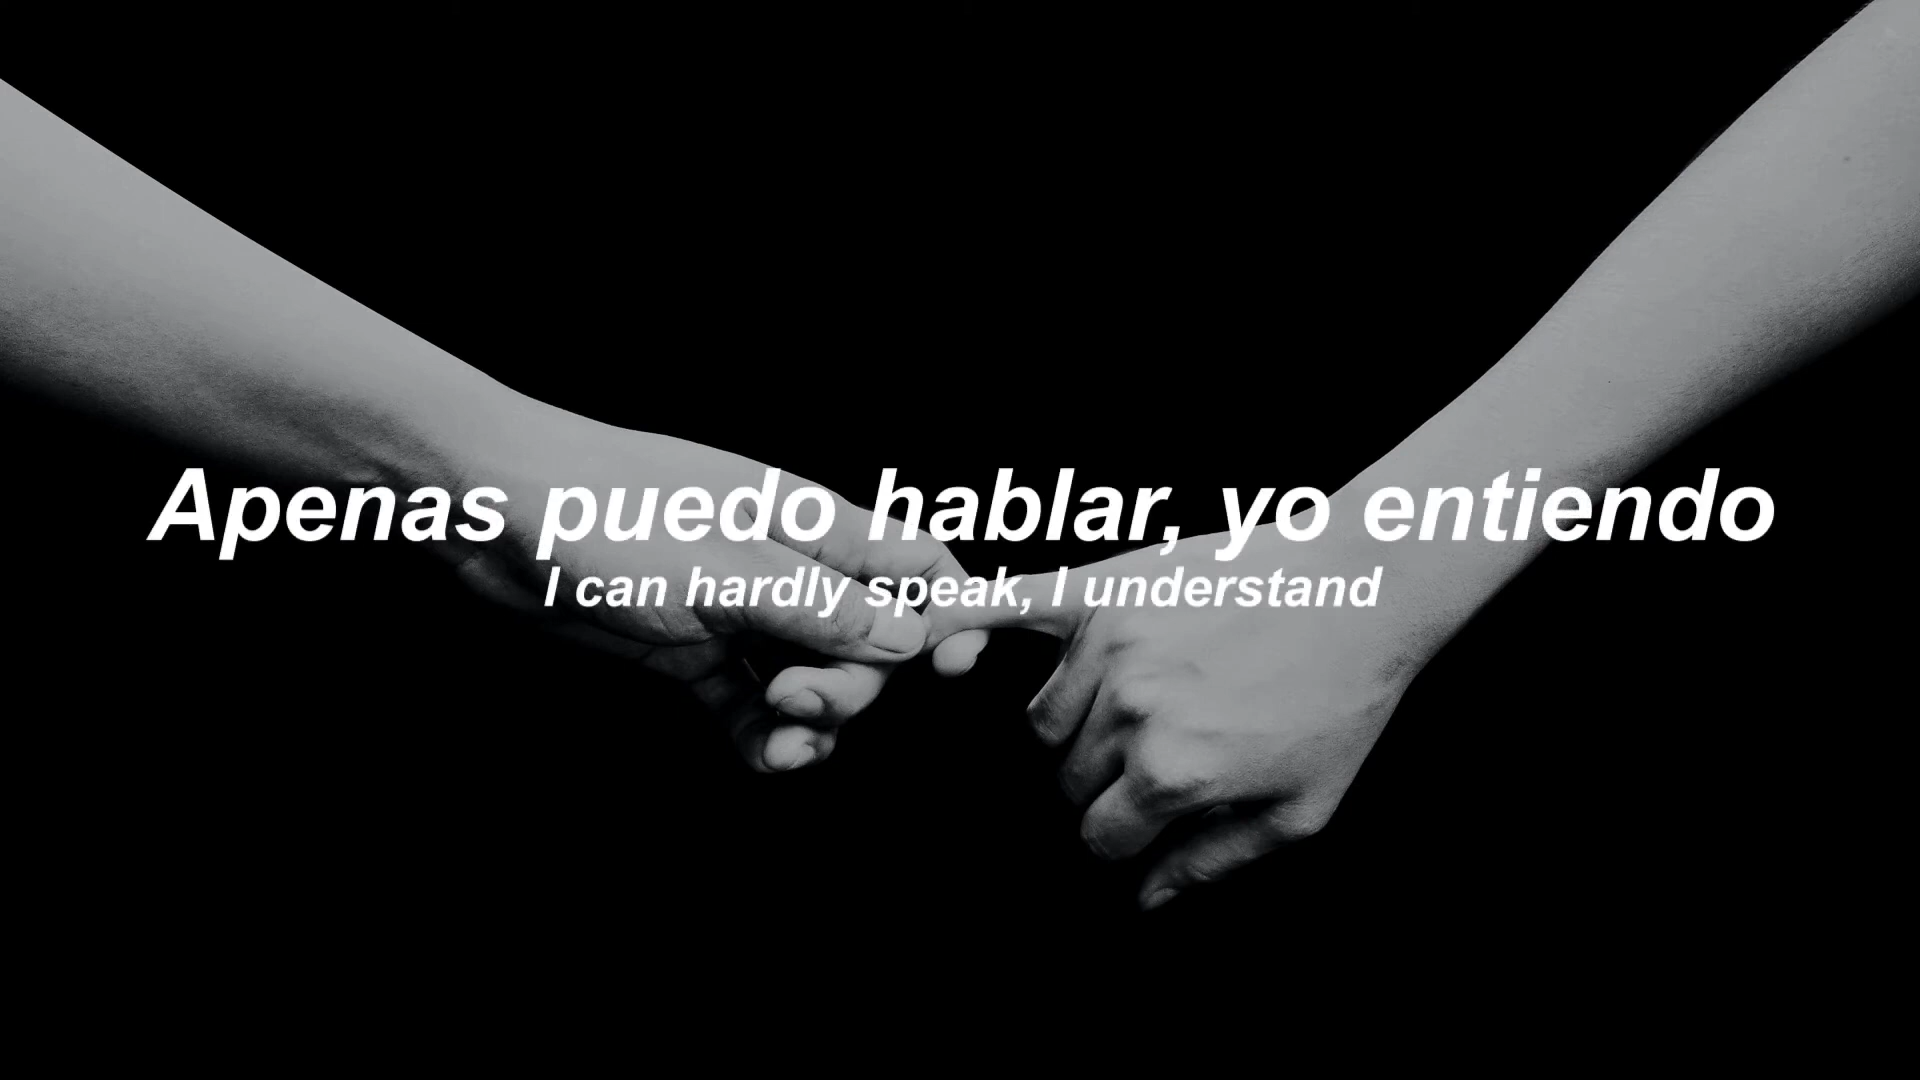 Apenas puedo hablar, yo entiendo
I can hardly speak, I understand